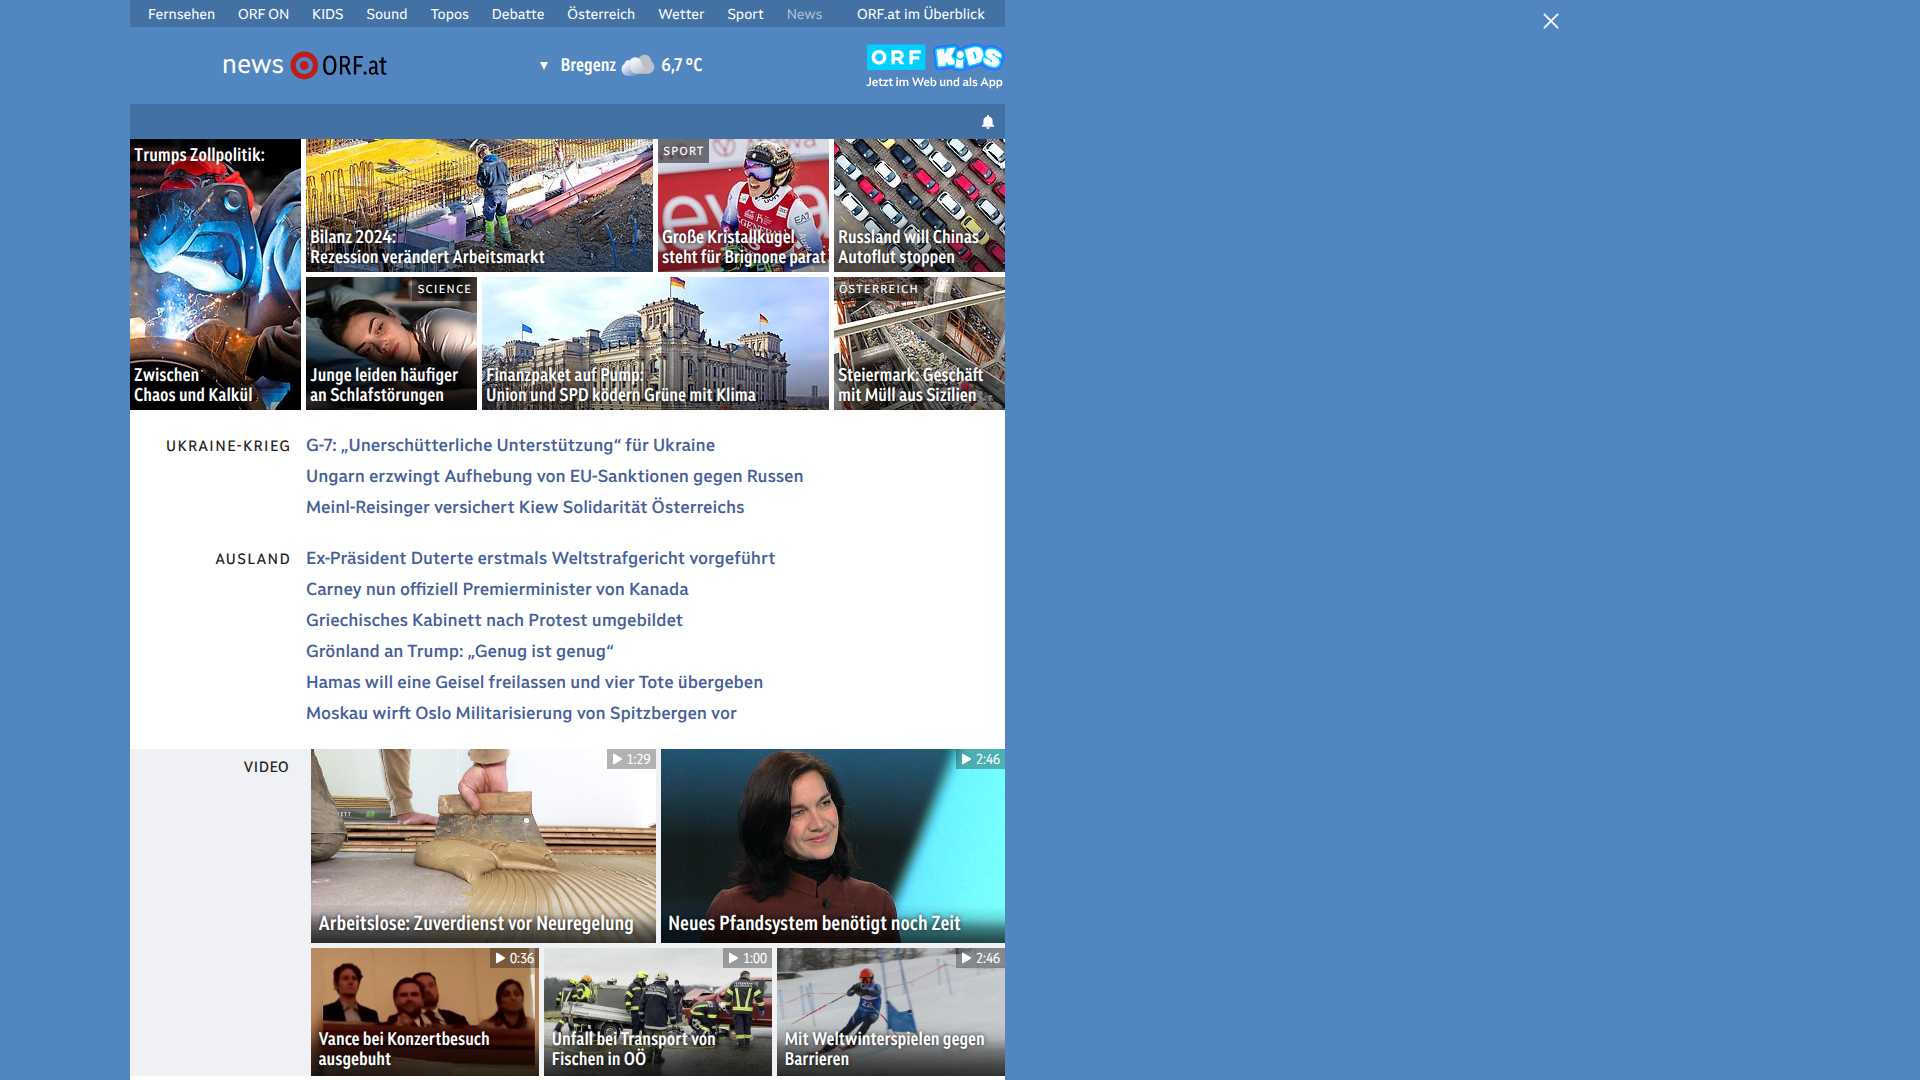 Fernsehen ORF ON KIDS Sound Topos Debatte Österreich Wetter Sport News ORF.at im Überblick
news ORF.at
▼ Bregenz 6,7 °C
ORF KiDS
Jetzt im Web und als App
Trumps Zollpolitik:
Zwischen
Chaos und Kalkül
Bilanz 2024:
Rezession verändert Arbeitsmarkt
SPORT
Große Kristallkugel
steht für Brignone parat
Russland will Chinas
Autoflut stoppen
SCIENCE
Junge leiden häufiger
an Schlafstörungen
Finanzpaket auf Pump:
Union und SPD ködern Grüne mit Klima
ÖSTERREICH
Steiermark: Geschäft
mit Müll aus Sizilien
UKRAINE-KRIEG
G-7: „Unerschütterliche Unterstützung“ für Ukraine
Ungarn erzwingt Aufhebung von EU-Sanktionen gegen Russen
Meinl-Reisinger versichert Kiew Solidarität Österreichs
AUSLAND
Ex-Präsident Duterte erstmals Weltstrafgericht vorgeführt
Carney nun offiziell Premierminister von Kanada
Griechisches Kabinett nach Protest umgebildet
Grönland an Trump: „Genug ist genug“
Hamas will eine Geisel freilassen und vier Tote übergeben
Moskau wirft Oslo Militarisierung von Spitzbergen vor
VIDEO
1:29
Arbeitslose: Zuverdienst vor Neuregelung
2:46
Neues Pfandsystem benötigt noch Zeit
0:36
Vance bei Konzertbesuch
ausgebuht
1:00
Unfall bei Transport von
Fischen in OÖ
2:46
Mit Weltwinterspielen gegen
Barrieren